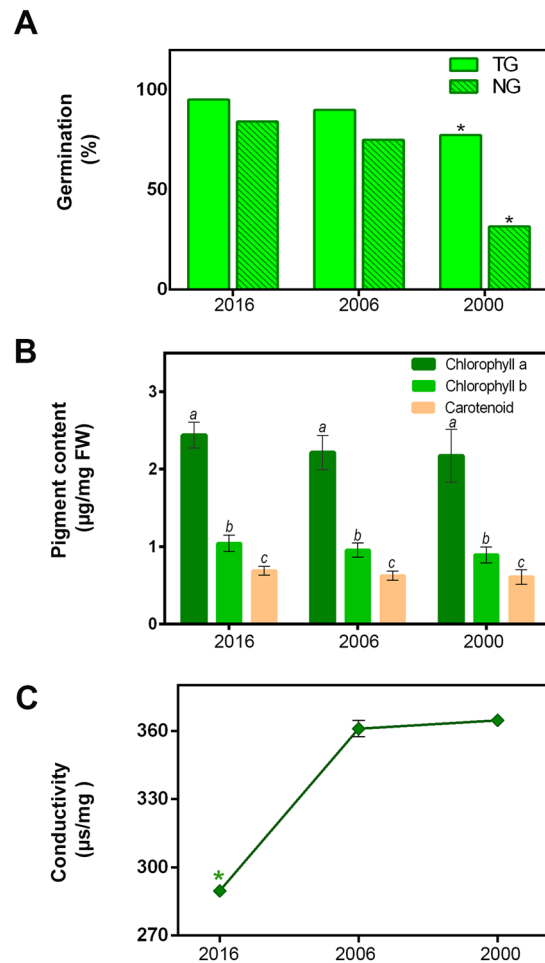 A
Germination
(%)
100
50
0
TG
NG
*
*
2016 2006 2000
B
Pigment content
(µg/mg FW)
3
2
1
0
Chlorophyll a
Chlorophyll b
Carotenoid
a a a
b b b
c c c
2016 2006 2000
C
Conductivity
(µs/mg )
360
330
300
270
*
2016 2006 2000